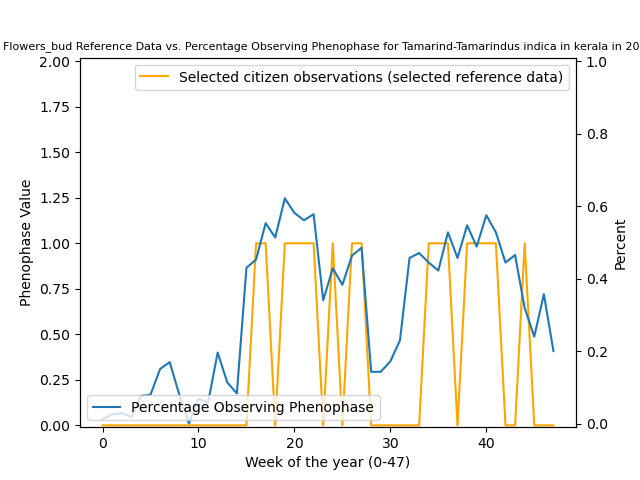 Flowers_bud Reference Data vs. Percentage Observing Phenophase for Tamarind-Tamarindus indica in kerala in 20
Selected citizen observations (selected reference data)
Percentage Observing Phenophase
Phenophase Value
2.00
1.75
1.50
1.25
1.00
0.75
0.50
0.25
0.00
1.0
0.8
0.6
0.4
0.2
0.0
Percent
0 10 20 30 40
Week of the year (0-47)